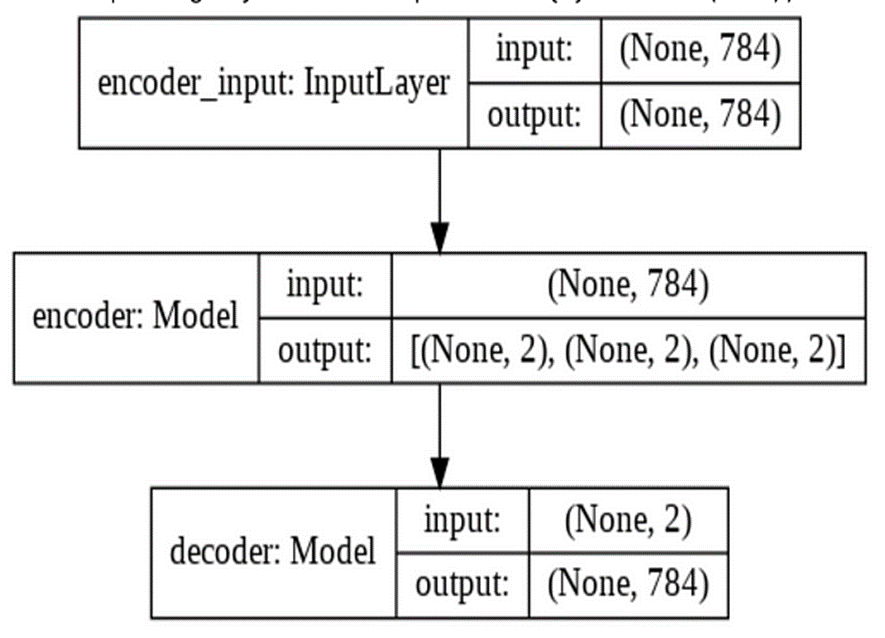 encoder_input: InputLayer
input: (None, 784)
output: (None, 784)
encoder: Model
input: (None, 784)
output: [(None, 2), (None, 2), (None, 2)]
decoder: Model
input: (None, 2)
output: (None, 784)